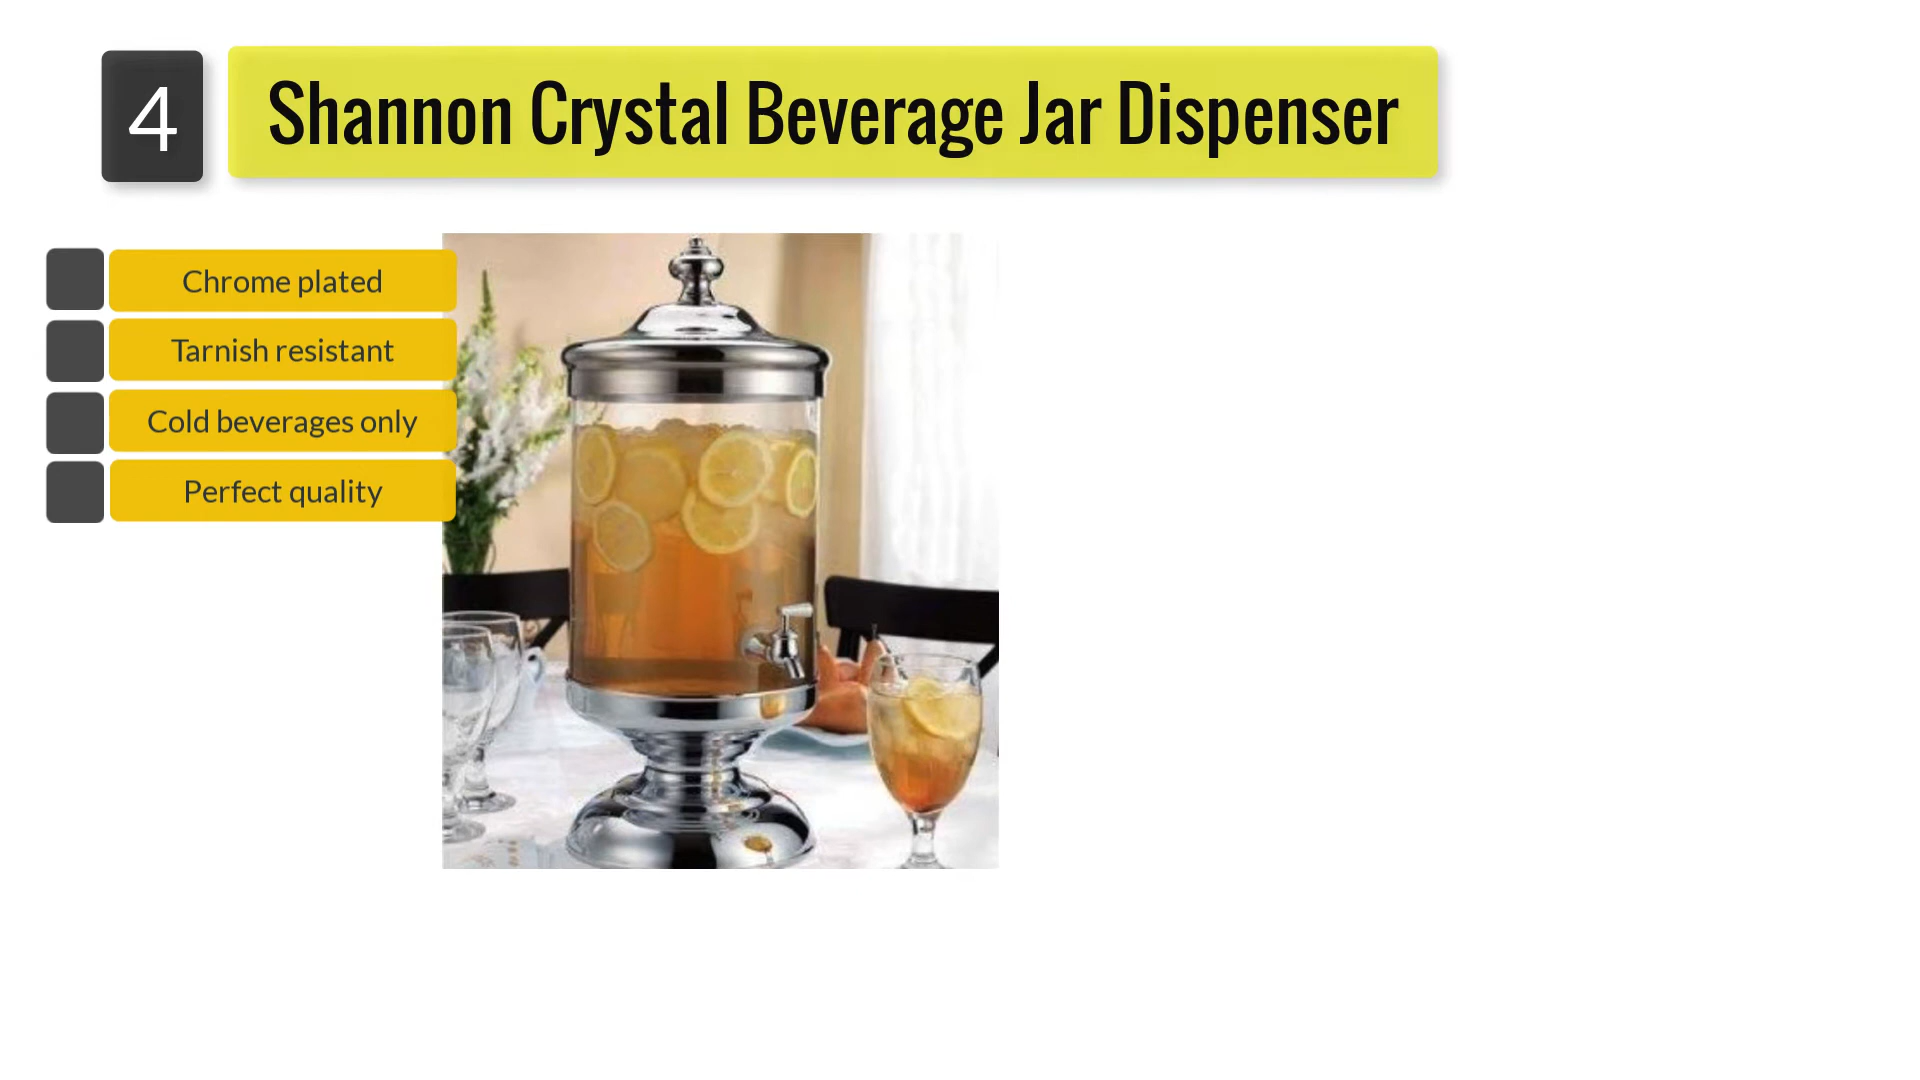 4
Shannon Crystal Beverage Jar Dispenser
Chrome plated
Tarnish resistant
Cold beverages only
Perfect quality